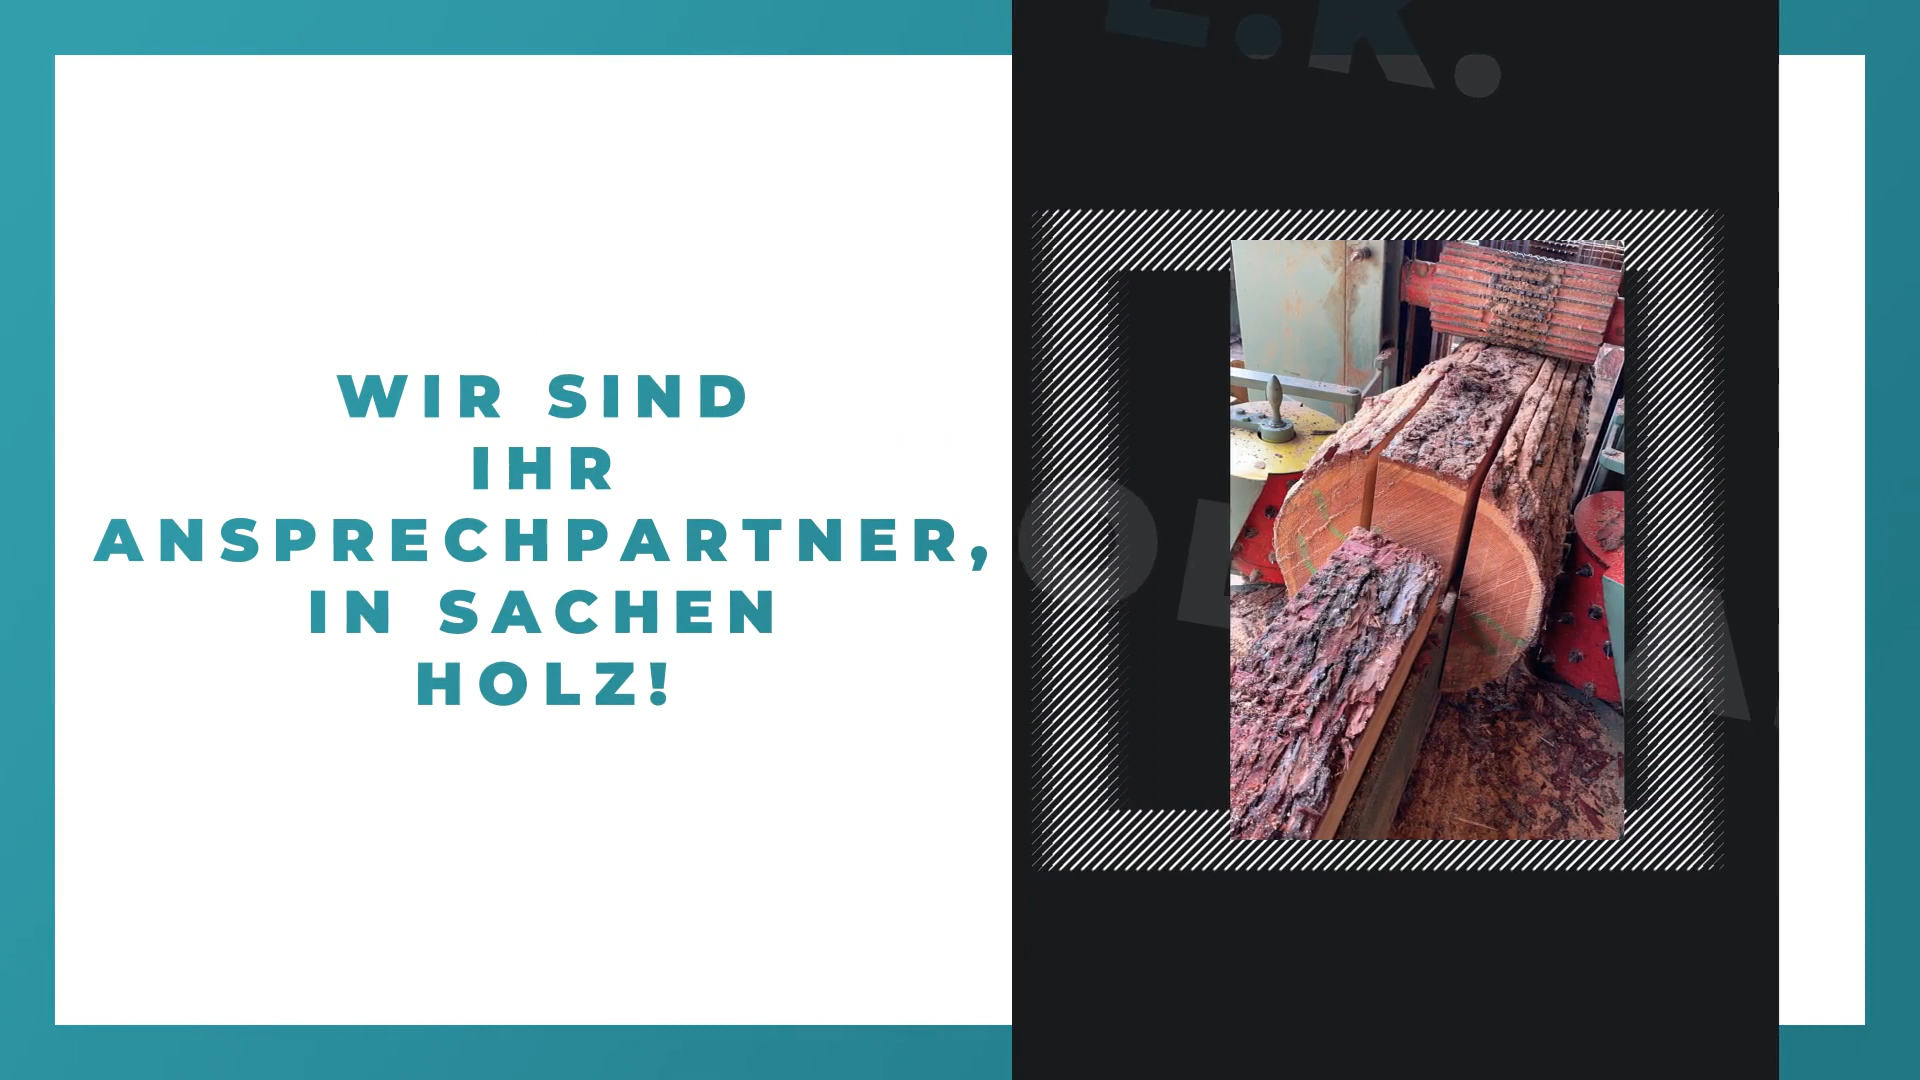 WIR SIND
IHR
ANSPRECHPARTNER,
IN SACHEN
HOLZ!
E.K.